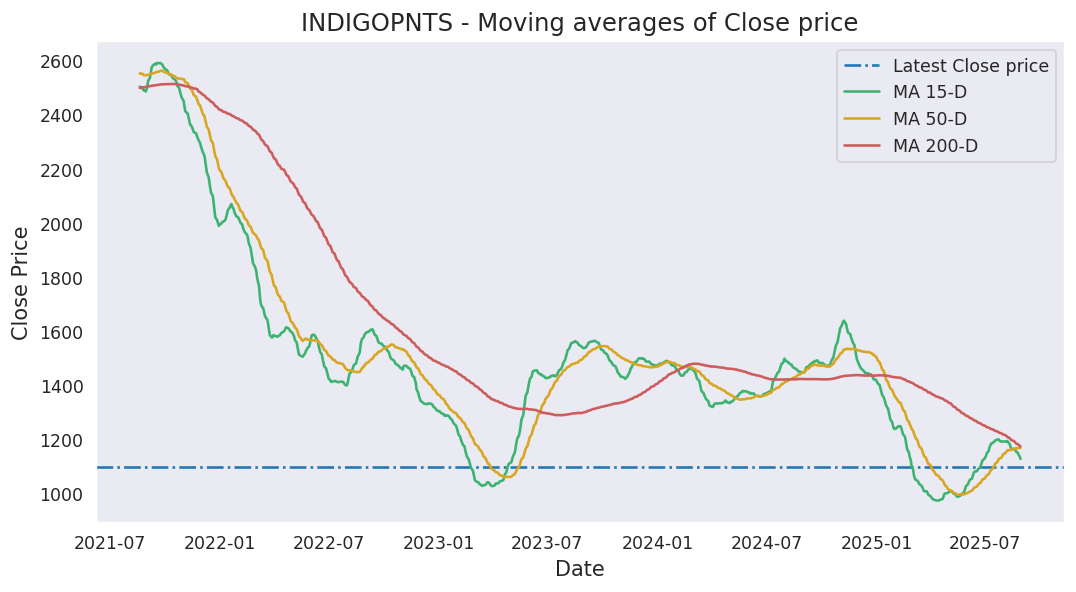 INDIGOPNTS - Moving averages of Close price
Latest Close price
MA 15-D
MA 50-D
MA 200-D
Close Price
2600
2400
2200
2000
1800
1600
1400
1200
1000
2021-07 2022-01 2022-07 2023-01 2023-07 2024-01 2024-07 2025-01 2025-07
Date